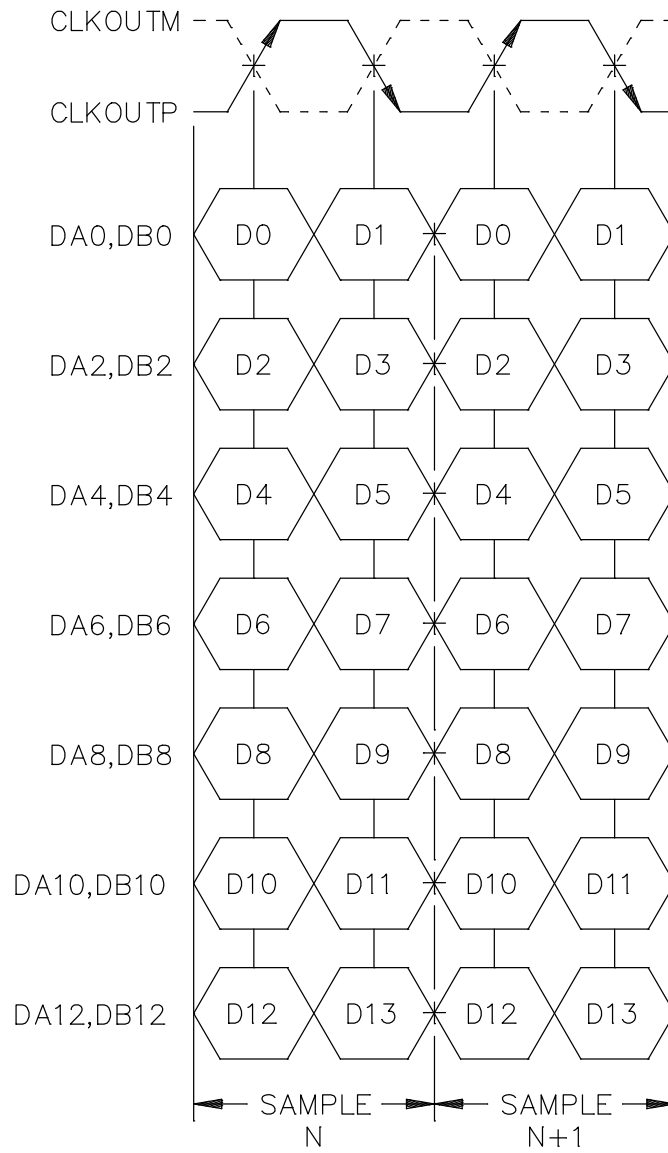 CLKOUTM
CLKOUTP
DA0,DB0 D0 D1 D0 D1
DA2,DB2 D2 D3 D2 D3
DA4,DB4 D4 D5 D4 D5
DA6,DB6 D6 D7 D6 D7
DA8,DB8 D8 D9 D8 D9
DA10,DB10 D10 D11 D10 D11
DA12,DB12 D12 D13 D12 D13
SAMPLE SAMPLE
N N+1